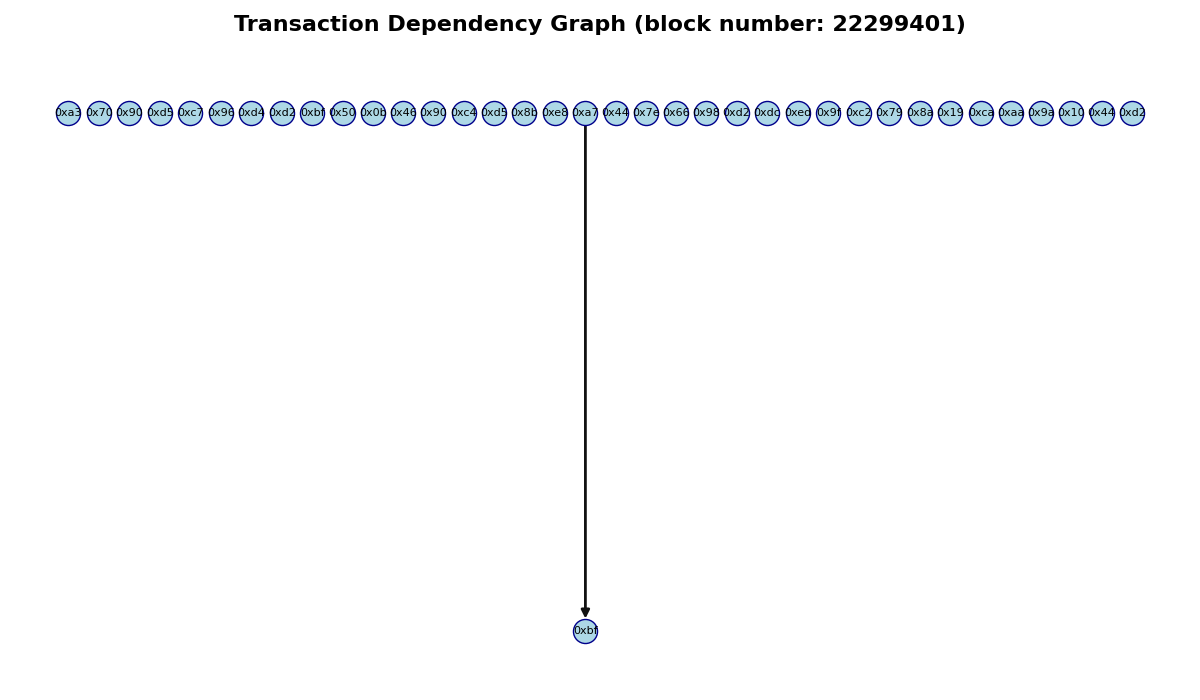 Transaction Dependency Graph (block number: 22299401)
0xa3 0x70 0x90 0xd5 0xc7 0x96 0xd4 0xd2 0xbf 0x50 0x0b 0x46 0x90 0xc4 0xd5 0x8b 0xe8 0xa7 0x44 0x7e 0x66 0x98 0xd2 0xdc 0xed 0x9f 0xc2 0x79 0x8a 0x19 0xca 0xaa 0x9a 0x10 0x44 0xd2
0xbf